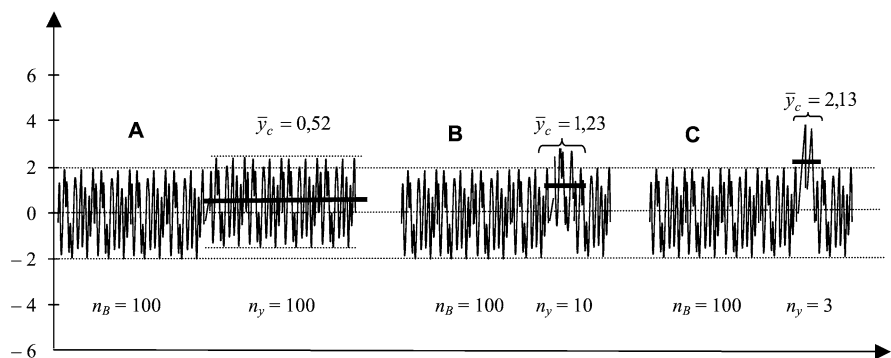 6
4
2
0
– 2
– 4
– 6
A
ȳc = 0,52
nB = 100
ny = 100
B
ȳc = 1,23
nB = 100
ny = 10
C
ȳc = 2,13
nB = 100
ny = 3